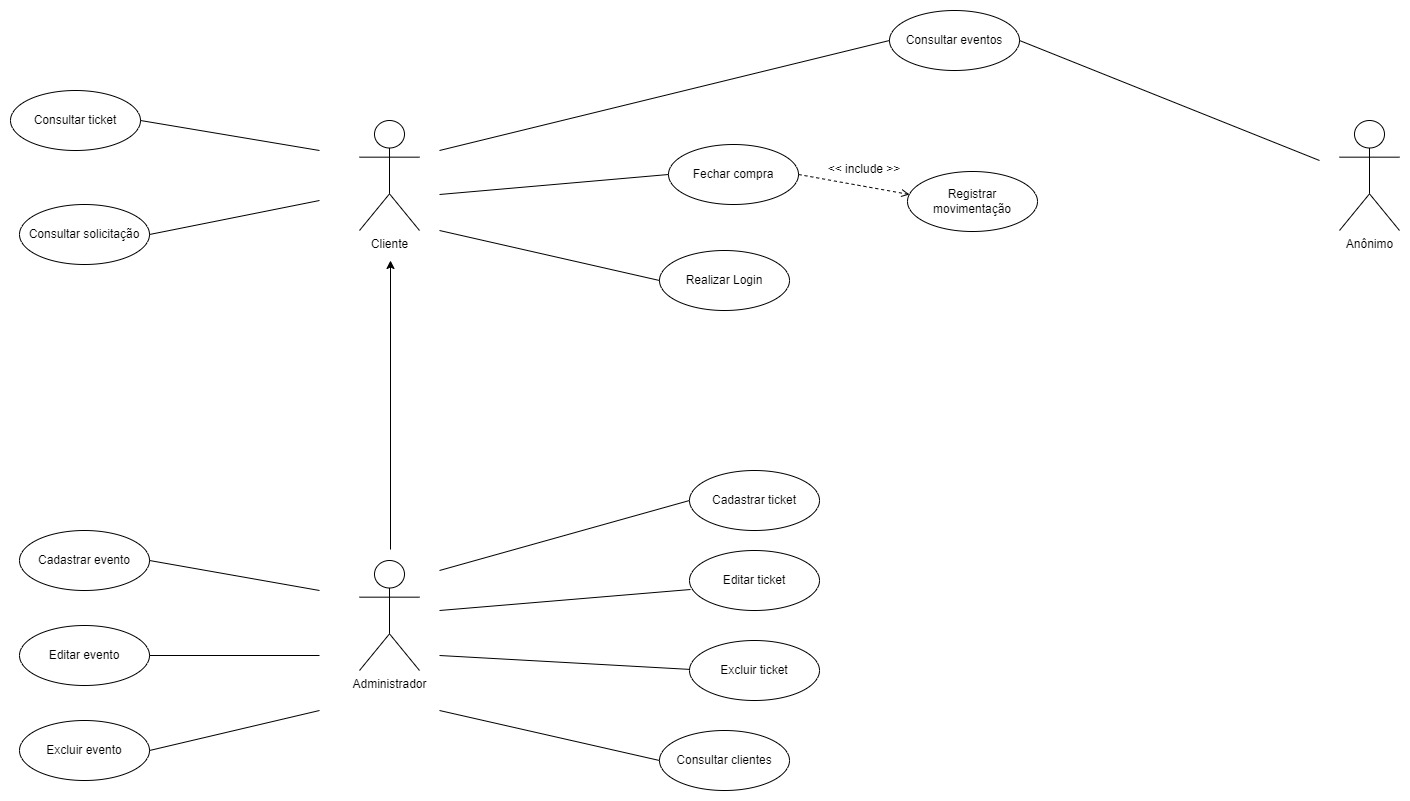 Consultar eventos
Consultar ticket
Fechar compra
<< include >>
Registrar
movimentação
Consultar solicitação
Cliente
Anônimo
Realizar Login
Cadastrar ticket
Cadastrar evento
Editar ticket
Editar evento
Excluir ticket
Administrador
Excluir evento
Consultar clientes